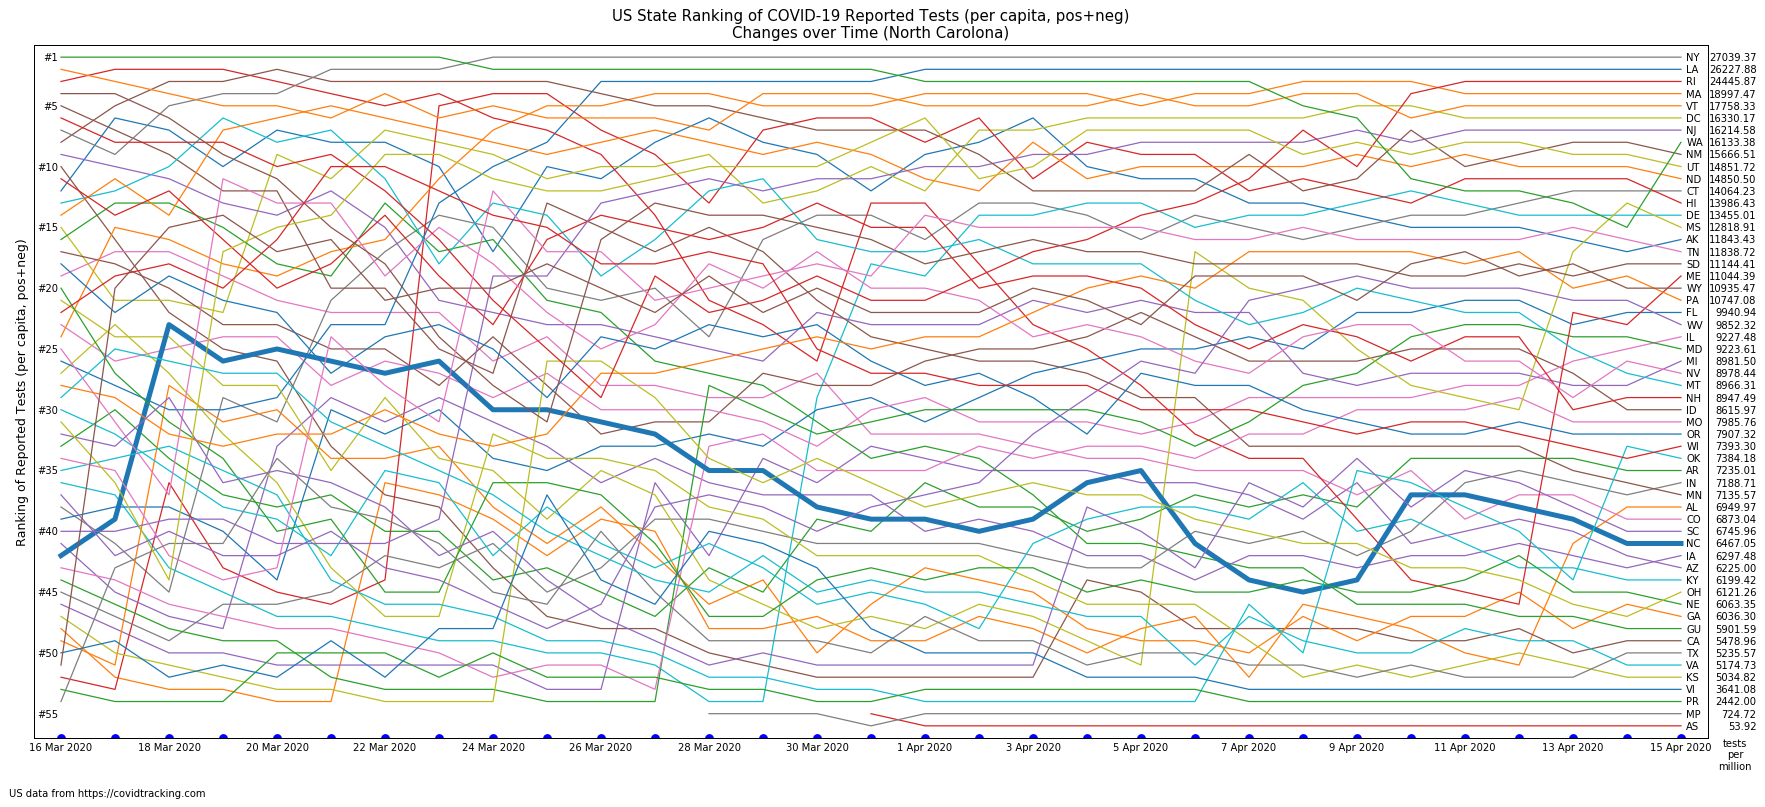 US State Ranking of COVID-19 Reported Tests (per capita, pos+neg)
Changes over Time (North Carolona)
Ranking of Reported Tests (per capita, pos+neg)
#1
#5
#10
#15
#20
#25
#30
#35
#40
#45
#50
#55
NY 27039.37
LA 26227.88
RI 24445.87
MA 18997.47
VT 17758.33
DC 16330.17
NJ 16214.58
WA 16133.38
NM 15666.51
UT 14851.72
ND 14850.50
CT 14064.23
HI 13986.43
DE 13455.01
MS 12818.91
AK 11843.43
TN 11838.72
SD 11144.41
ME 11044.39
WY 10935.47
PA 10747.08
FL 9940.94
WV 9852.32
IL 9227.48
MD 9223.61
MI 8981.50
NV 8978.44
MT 8966.31
NH 8947.49
ID 8615.97
MO 7985.76
OR 7907.32
WI 7393.30
OK 7384.18
AR 7235.01
IN 7188.71
MN 7135.57
AL 6949.97
CO 6873.04
SC 6745.96
NC 6467.05
IA 6297.48
AZ 6225.00
KY 6199.42
OH 6121.26
NE 6063.35
GA 6036.30
GU 5901.59
CA 5478.96
TX 5235.57
VA 5174.73
KS 5034.82
VI 3641.08
PR 2442.00
MP 724.72
AS 53.92
16 Mar 2020 18 Mar 2020 20 Mar 2020 22 Mar 2020 24 Mar 2020 26 Mar 2020 28 Mar 2020 30 Mar 2020 1 Apr 2020 3 Apr 2020 5 Apr 2020 7 Apr 2020 9 Apr 2020 11 Apr 2020 13 Apr 2020 15 Apr 2020
tests
per
million
US data from https://covidtracking.com